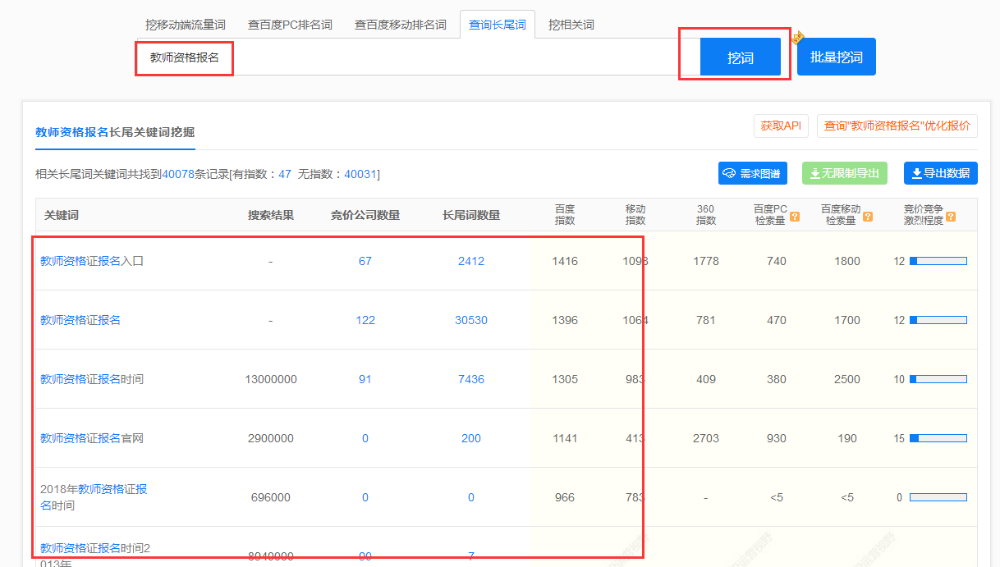 挖移动端流量词 查百度PC排名词 查百度移动排名词 查询长尾词 挖相关词
教师资格报名 挖词 批量挖词
教师资格报名长尾关键词挖掘 获取API 查询"教师资格报名"优化报价
相关长尾词关键词共找到40078条记录[有指数：47 无指数：40031] 需求图谱 无限制导出 导出数据
关键词 搜索结果 竞价公司数量 长尾词数量 百度 移动 360 百度PC 百度移动 竞价竞争
指数 指数 指数 检索量 ? 检索量 ? 激烈程度 ?
教师资格证报名入口 - 67 2412 1416 1093 1778 740 1800 12
教师资格证报名 - 122 30530 1396 1064 781 470 1700 12
教师资格证报名时间 13000000 91 7436 1305 983 409 380 2500 10
教师资格证报名官网 2900000 0 200 1141 413 2703 930 190 15
2018年教师资格证报
名时间 696000 0 0 966 783 - <5 <5 0
教师资格证报名时间2
013年 8040000 90 7